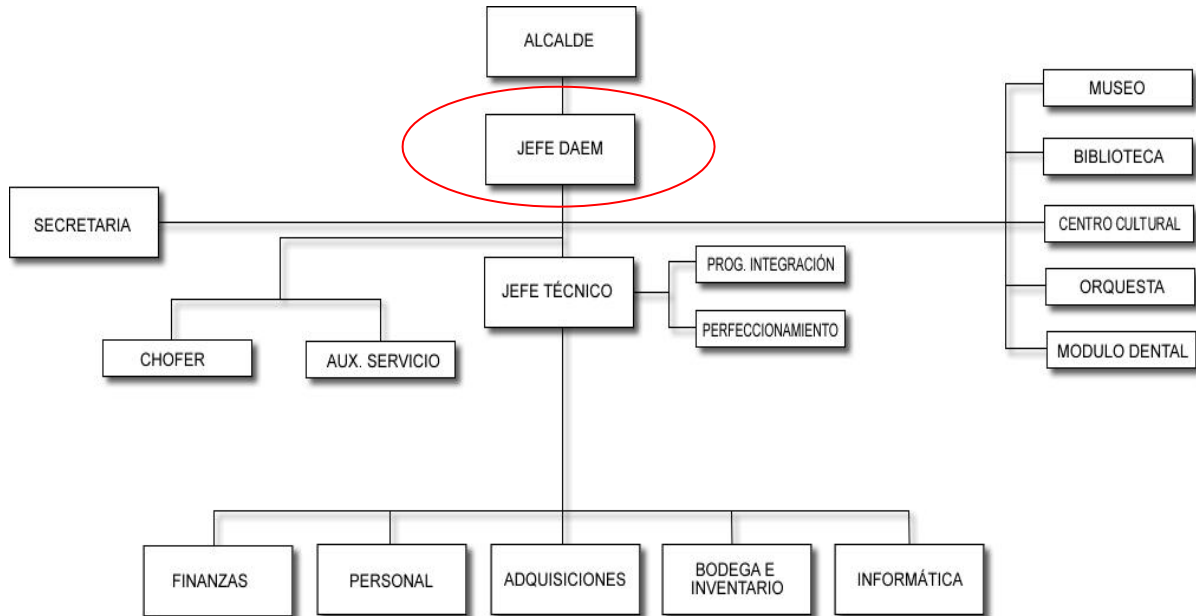 ALCALDE
MUSEO
JEFE DAEM
BIBLIOTECA
SECRETARIA
CENTRO CULTURAL
PROG. INTEGRACIÓN
JEFE TÉCNICO
ORQUESTA
PERFECCIONAMIENTO
CHOFER
AUX. SERVICIO
MODULO DENTAL
FINANZAS
PERSONAL
ADQUISICIONES
BODEGA E
INVENTARIO
INFORMÁTICA